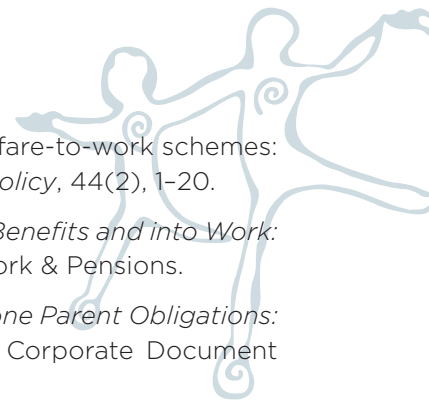 fare-to-work schemes:
olicy, 44(2), 1–20.
Benefits and into Work:
ork & Pensions.
one Parent Obligations:
Corporate Document